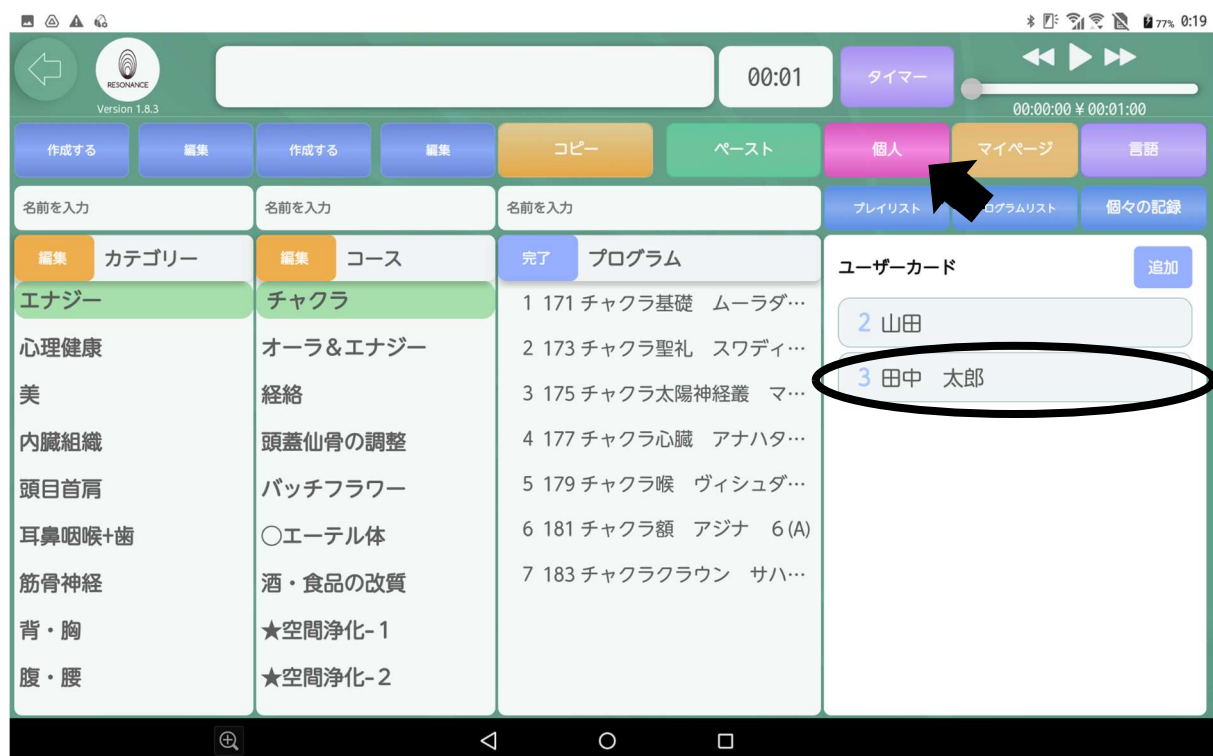 77% 0:19
RESONANCE
Version 1.8.3
00:01
タイマー
00:00:00 ¥ 00:01:00
作成する
編集
作成する
編集
コピー
ペースト
個人
マイページ
言語
名前を入力
名前を入力
名前を入力
プレイリスト
個々の記録
編集 カテゴリー
エナジー
心理健康
美
内臓組織
頭目首肩
耳鼻咽喉+歯
筋骨神経
背・胸
腹・腰
編集 コース
チャクラ
オーラ&エナジー
経絡
頭蓋仙骨の調整
バッチフラワー
○エーテル体
酒・食品の改質
★空間浄化-1
★空間浄化-2
完了 プログラム
1 171 チャクラ基礎 ムーラダ…
2 173 チャクラ聖礼 スワディ…
3 175 チャクラ太陽神経叢 マ…
4 177 チャクラ心臓 アナハタ…
5 179 チャクラ喉 ヴィシュダ…
6 181 チャクラ額 アジナ 6(A)
7 183 チャクラクラウン サハ…
ユーザーカード
追加
2 山田
3 田中 太郎